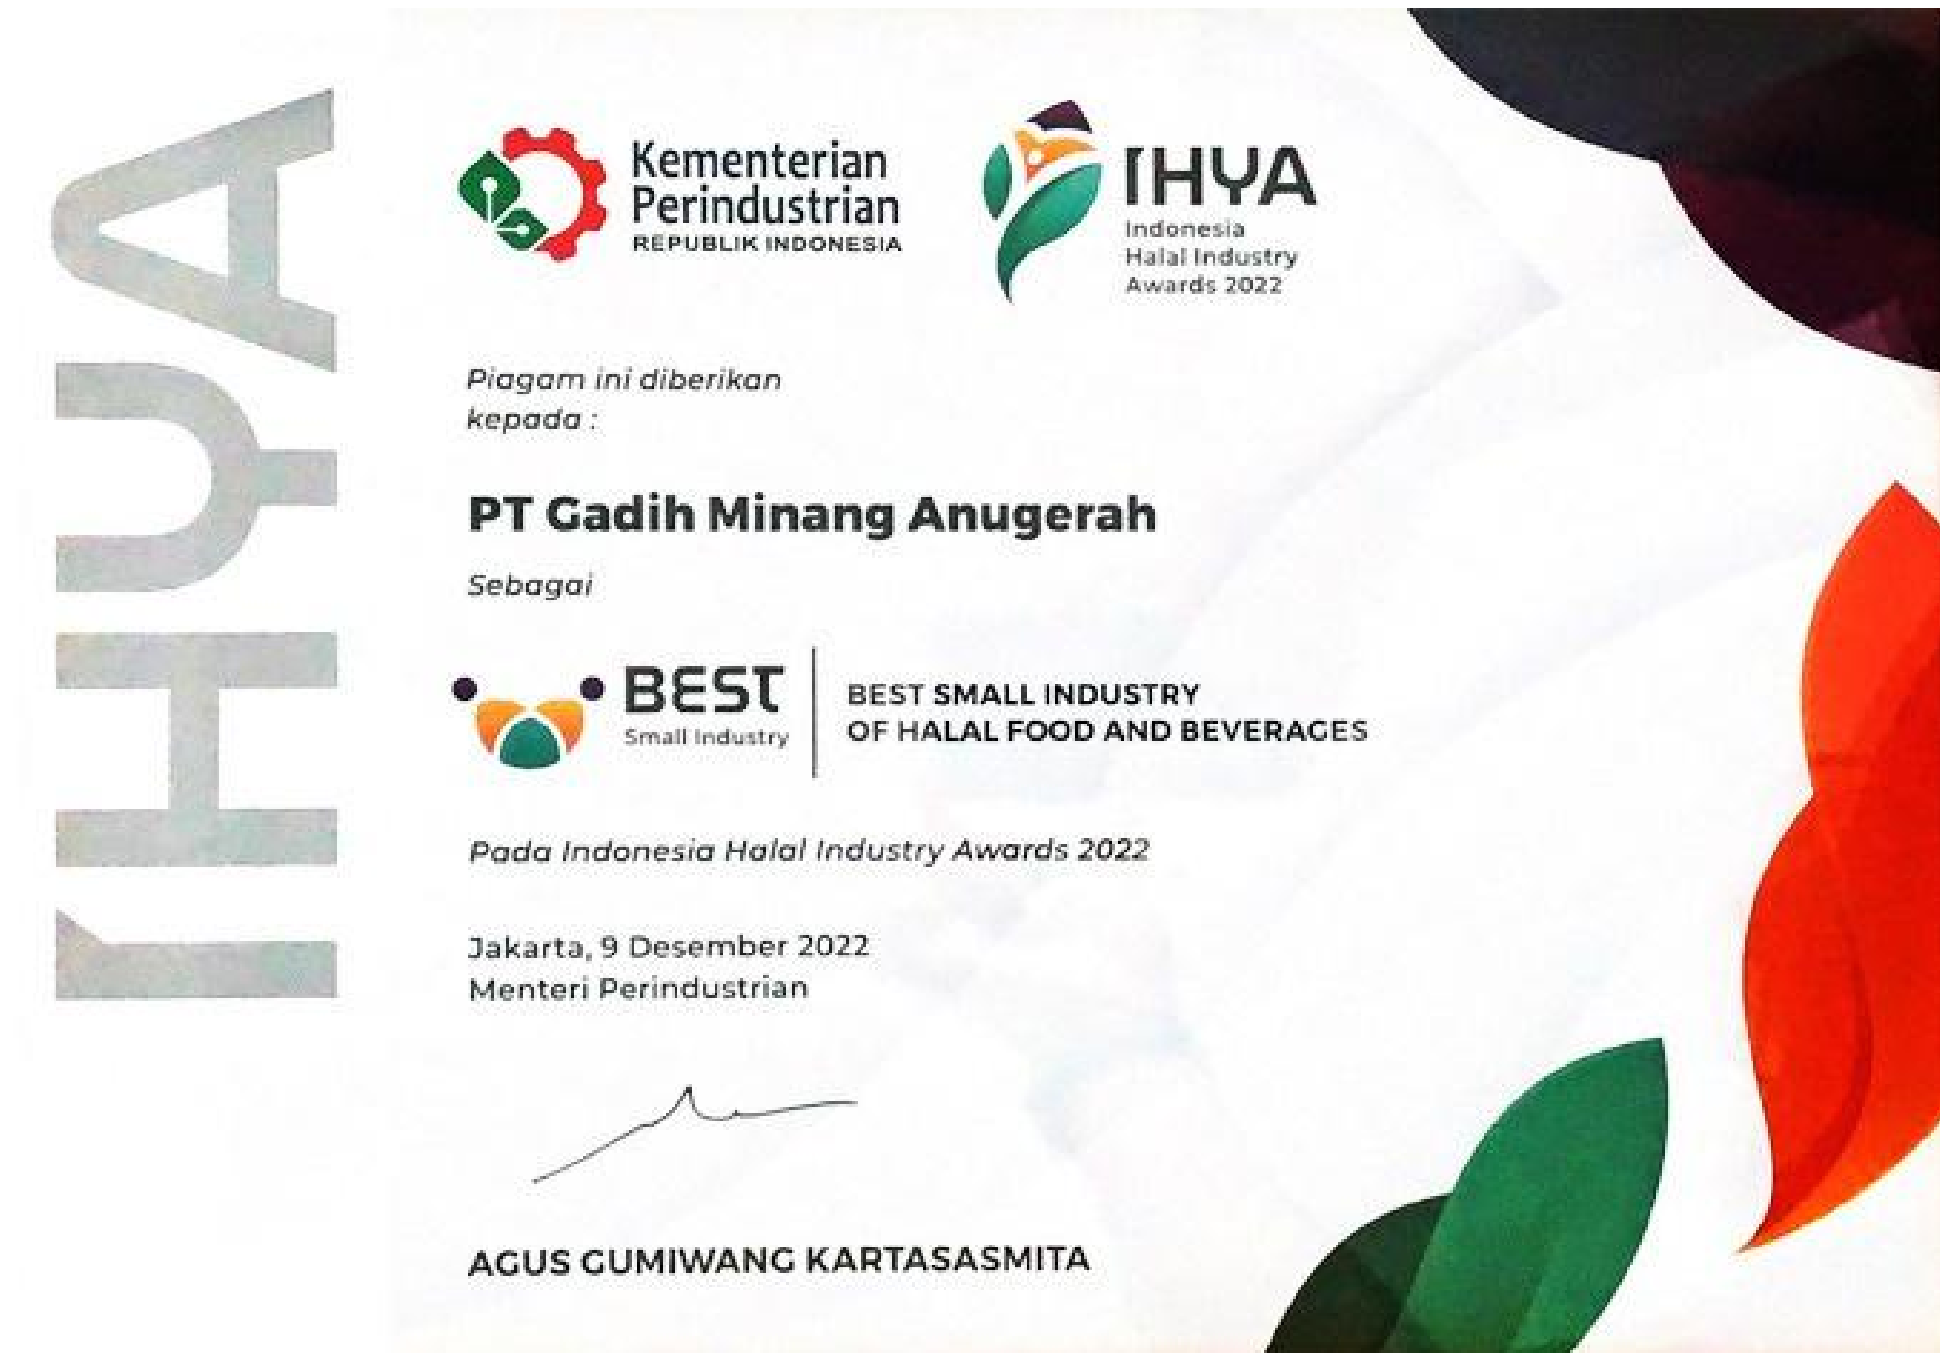 IHYA
Kementerian
Perindustrian
REPUBLIK INDONESIA
IHYA
Indonesia
Halal Industry
Awards 2022
Piagam ini diberikan
kepada :
PT Gadih Minang Anugerah
Sebagai
BEST
Small Industry
BEST SMALL INDUSTRY
OF HALAL FOOD AND BEVERAGES
Pada Indonesia Halal Industry Awards 2022
Jakarta, 9 Desember 2022
Menteri Perindustrian
AGUS GUMIWANG KARTASASMITA